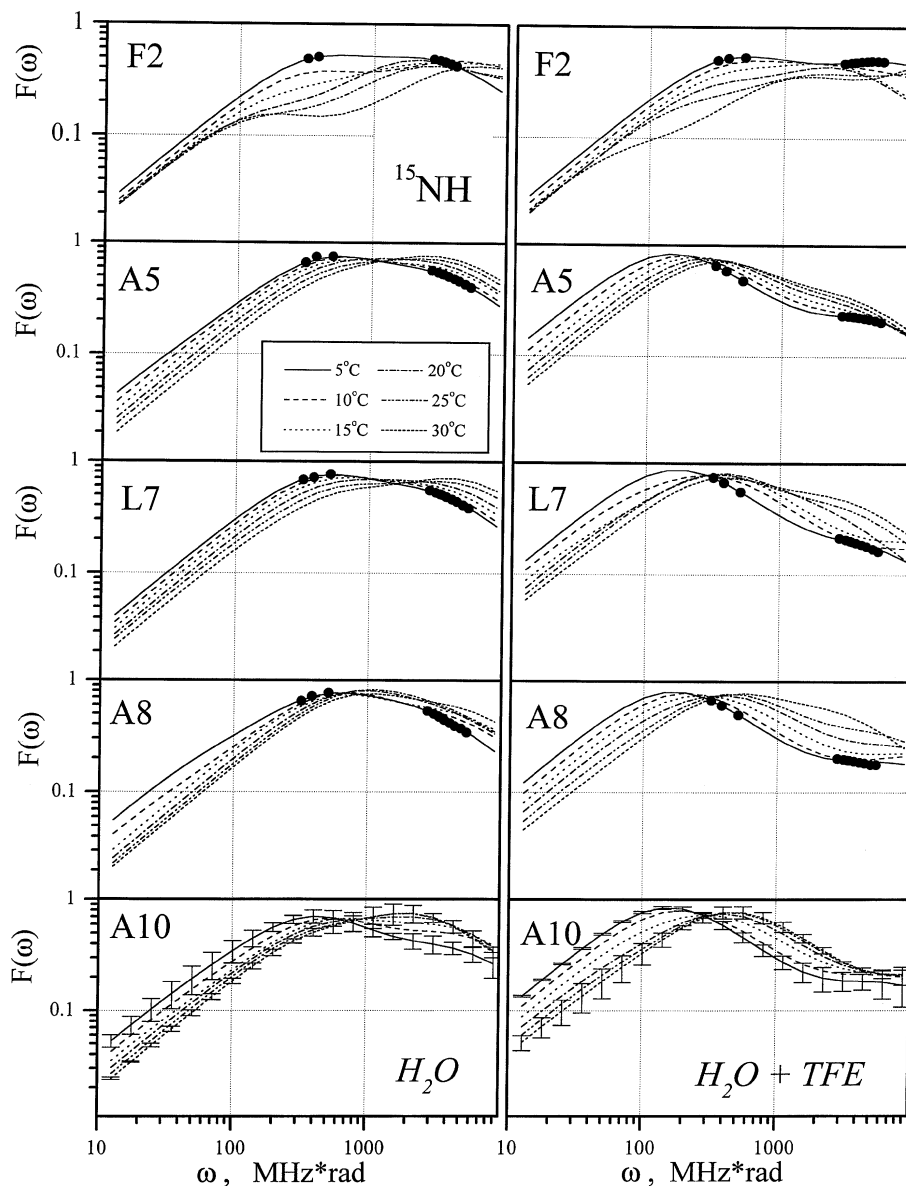 1
F2
F2
F(ω)
0.1
¹⁵NH
1
A5
A5
F(ω)
0.1
5°C 20°C
10°C 25°C
15°C 30°C
1
L7
L7
F(ω)
0.1
1
A8
A8
F(ω)
0.1
1
A10
A10
F(ω)
0.1
H₂O
H₂O + TFE
10 100 1000 10 100 1000
ω , MHz*rad ω , MHz*rad